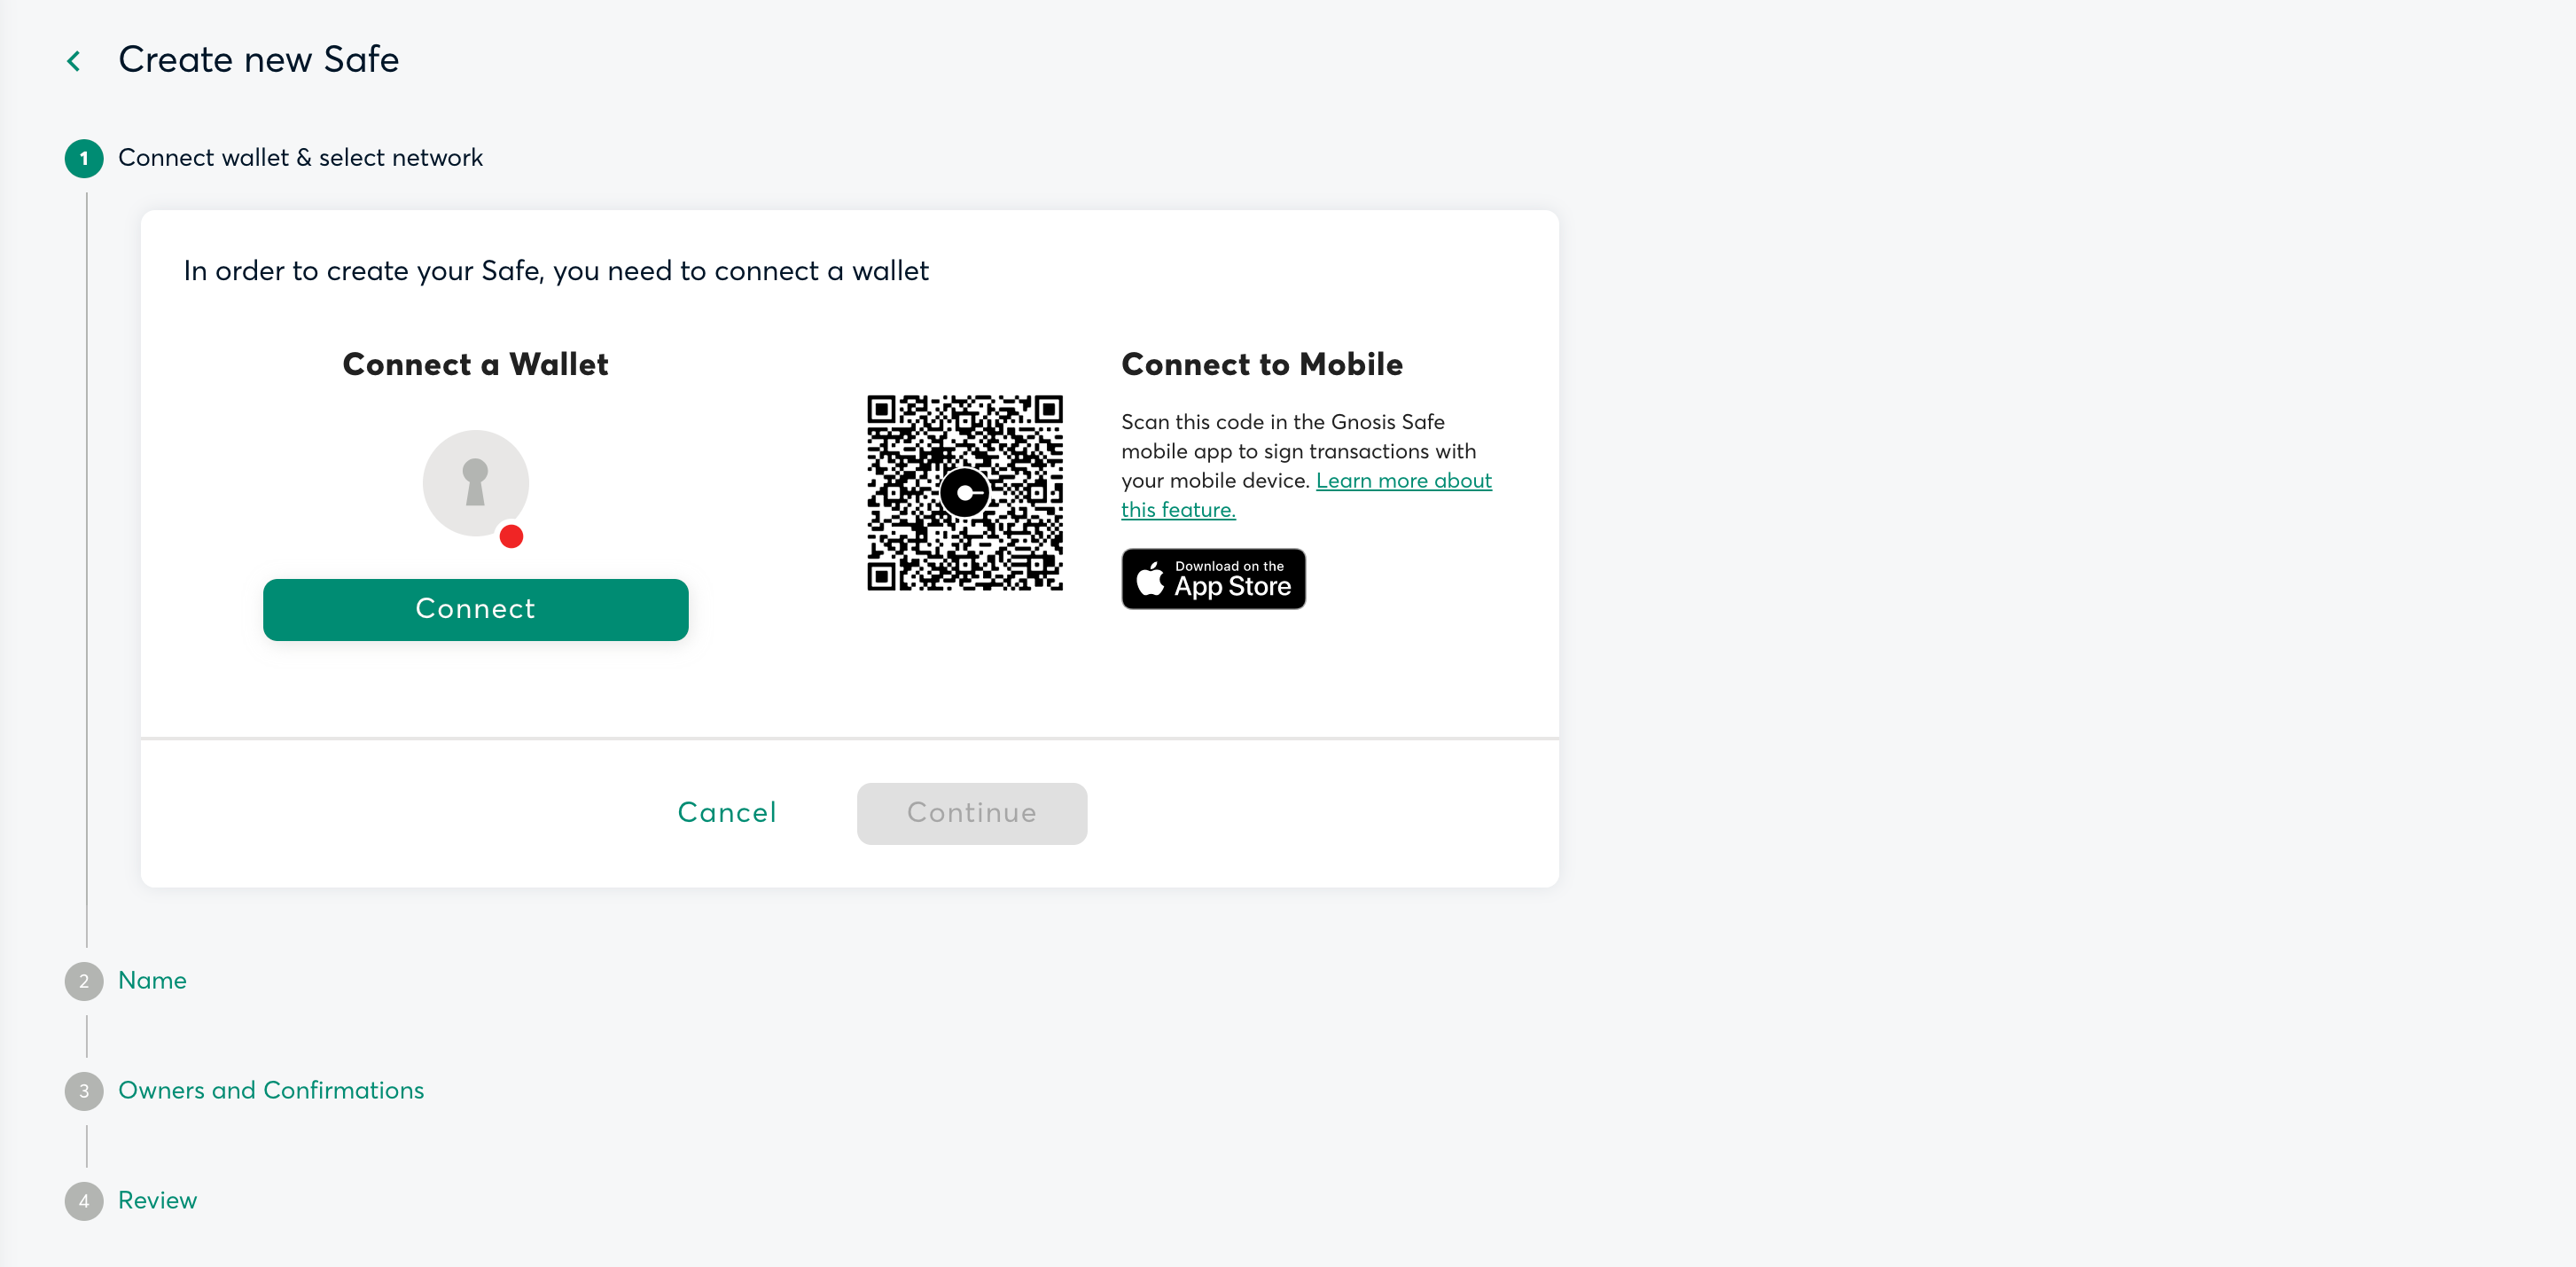 Create new Safe
1 Connect wallet & select network
In order to create your Safe, you need to connect a wallet
Connect a Wallet
Connect
Connect to Mobile
Scan this code in the Gnosis Safe
mobile app to sign transactions with
your mobile device. Learn more about
this feature.
Download on the
App Store
Cancel
Continue
2 Name
3 Owners and Confirmations
4 Review